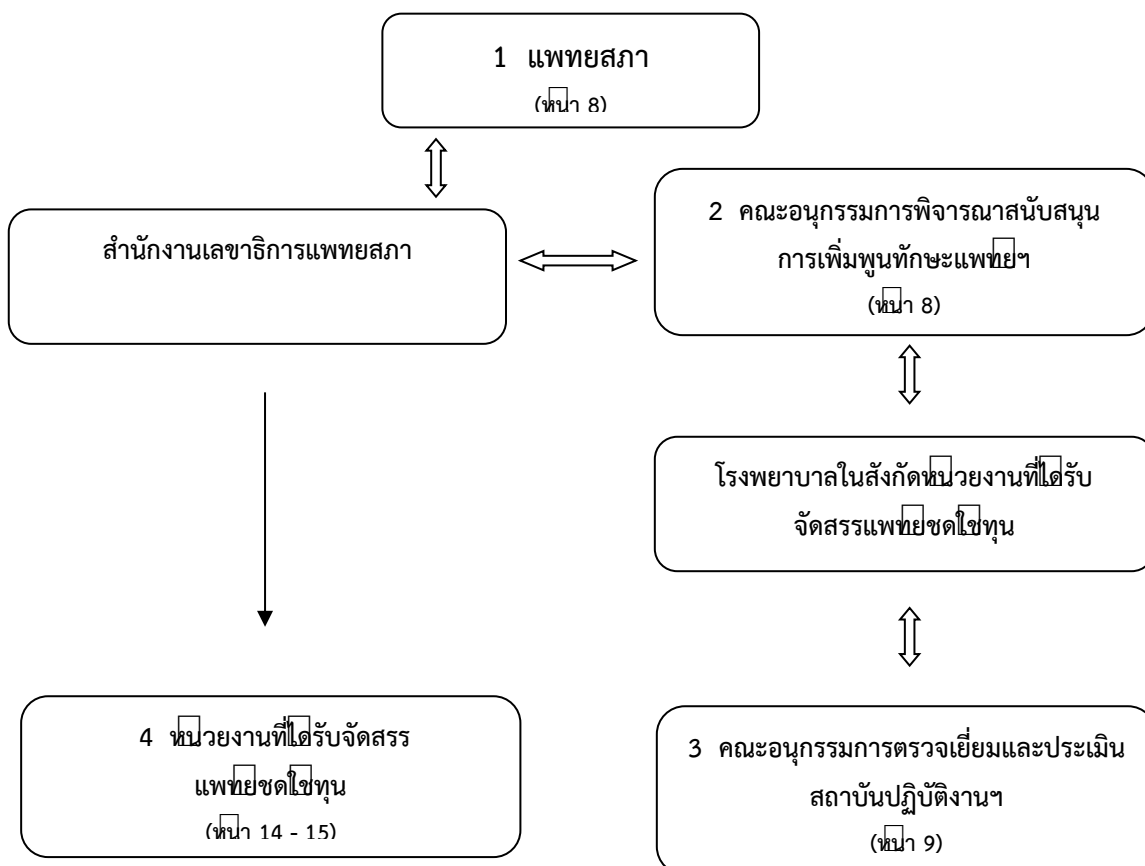 1 แพทยสภา
(หนา 8)
สำนักงานเลขาธิการแพทยสภา
2 คณะอนุกรรมการพิจารณาสนับสนุน
การเพิ่มพูนทักษะแพทยฯ
(หนา 8)
โรงพยาบาลในสังกัดหนวยงานที่ไดรับ
จัดสรรแพทยชดใชทุน
4 หนวยงานที่ไดรับจัดสรร
แพทยชดใชทุน
(หนา 14 - 15)
3 คณะอนุกรรมการตรวจเยี่ยมและประเมิน
สถาบันปฏิบัติงานฯ
(หนา 9)